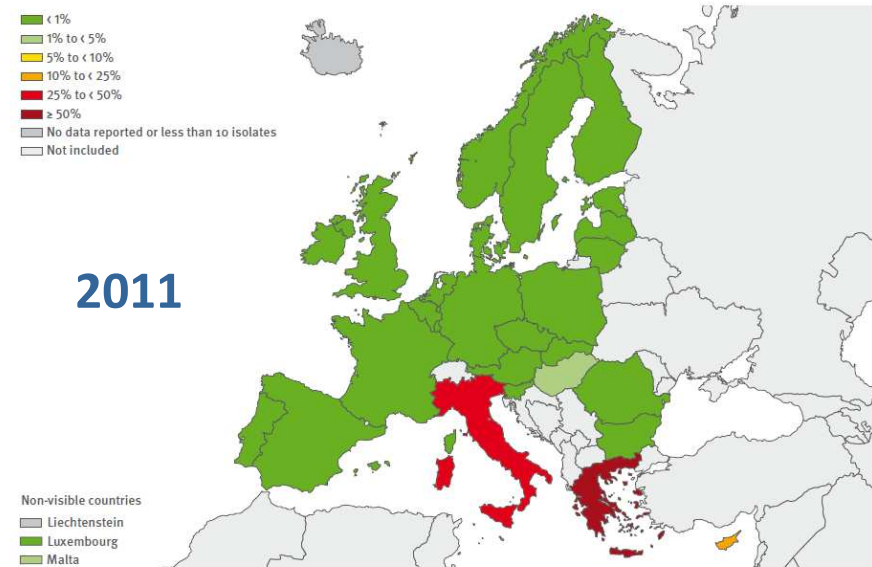 < 1%
1% to < 5%
5% to < 10%
10% to < 25%
25% to < 50%
≥ 50%
No data reported or less than 10 isolates
Not included
2011
Non-visible countries
Liechtenstein
Luxembourg
Malta